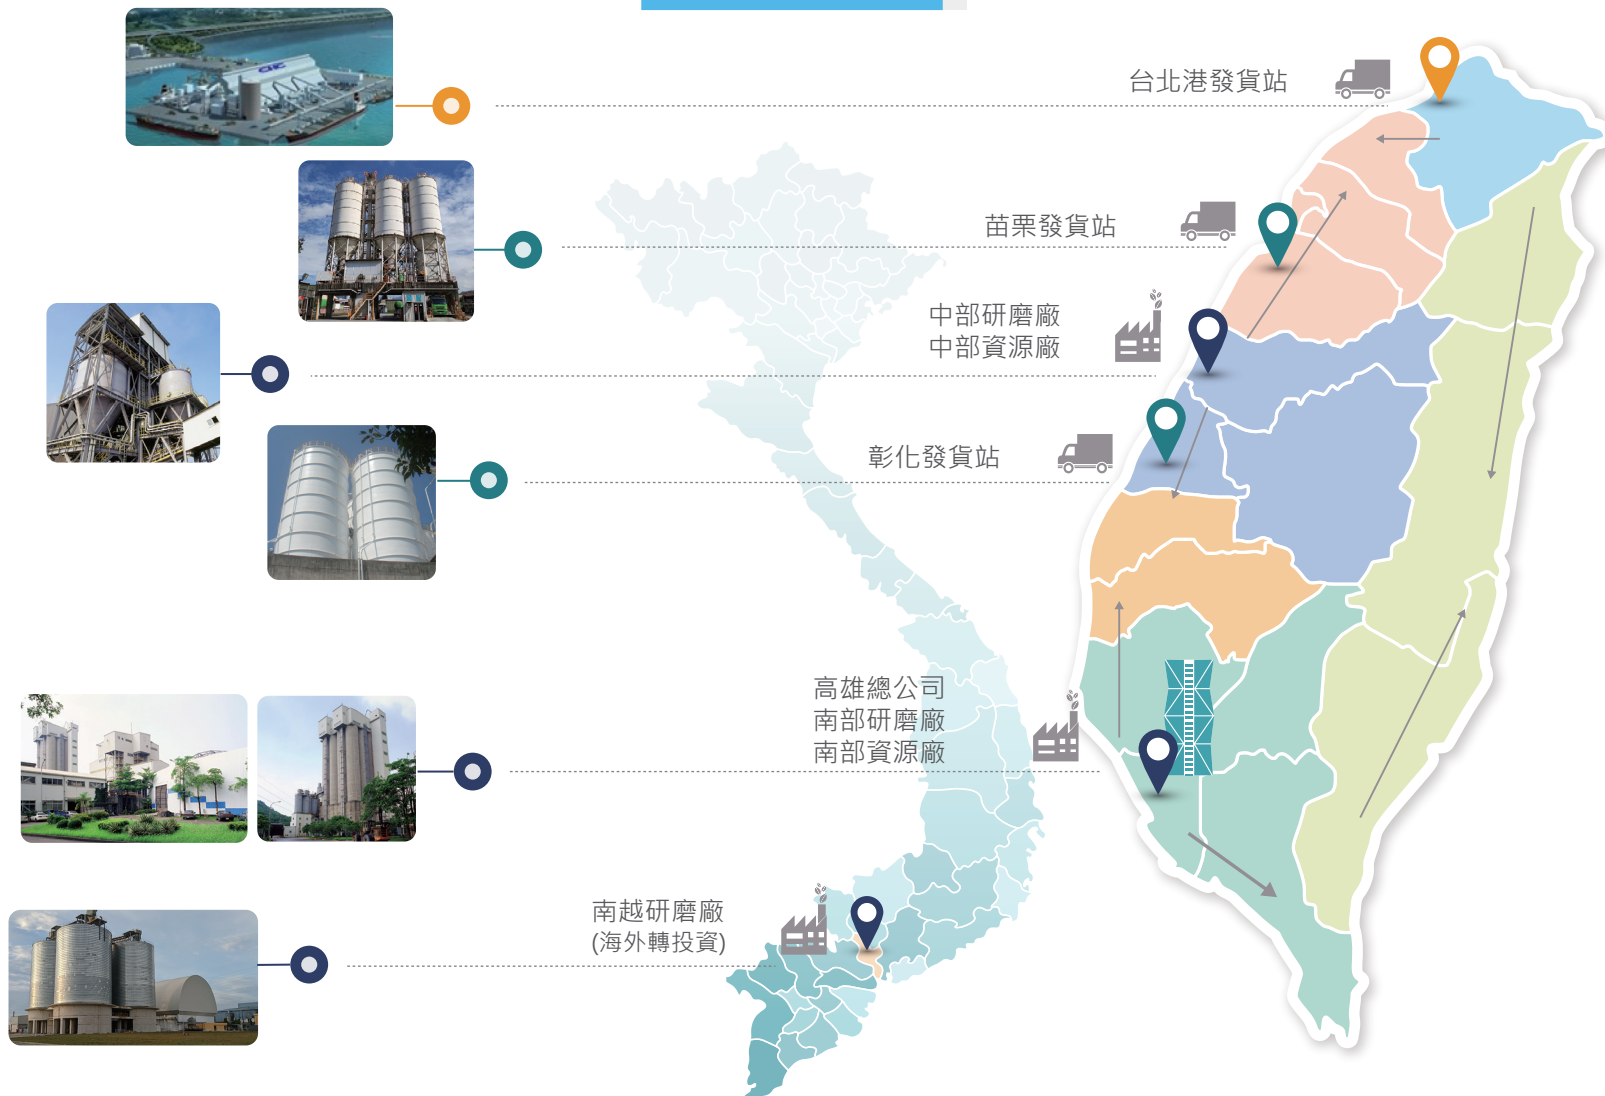 台北港發貨站
苗栗發貨站
中部研磨廠
中部資源廠
彰化發貨站
高雄總公司
南部研磨廠
南部資源廠
南越研磨廠
(海外轉投資)